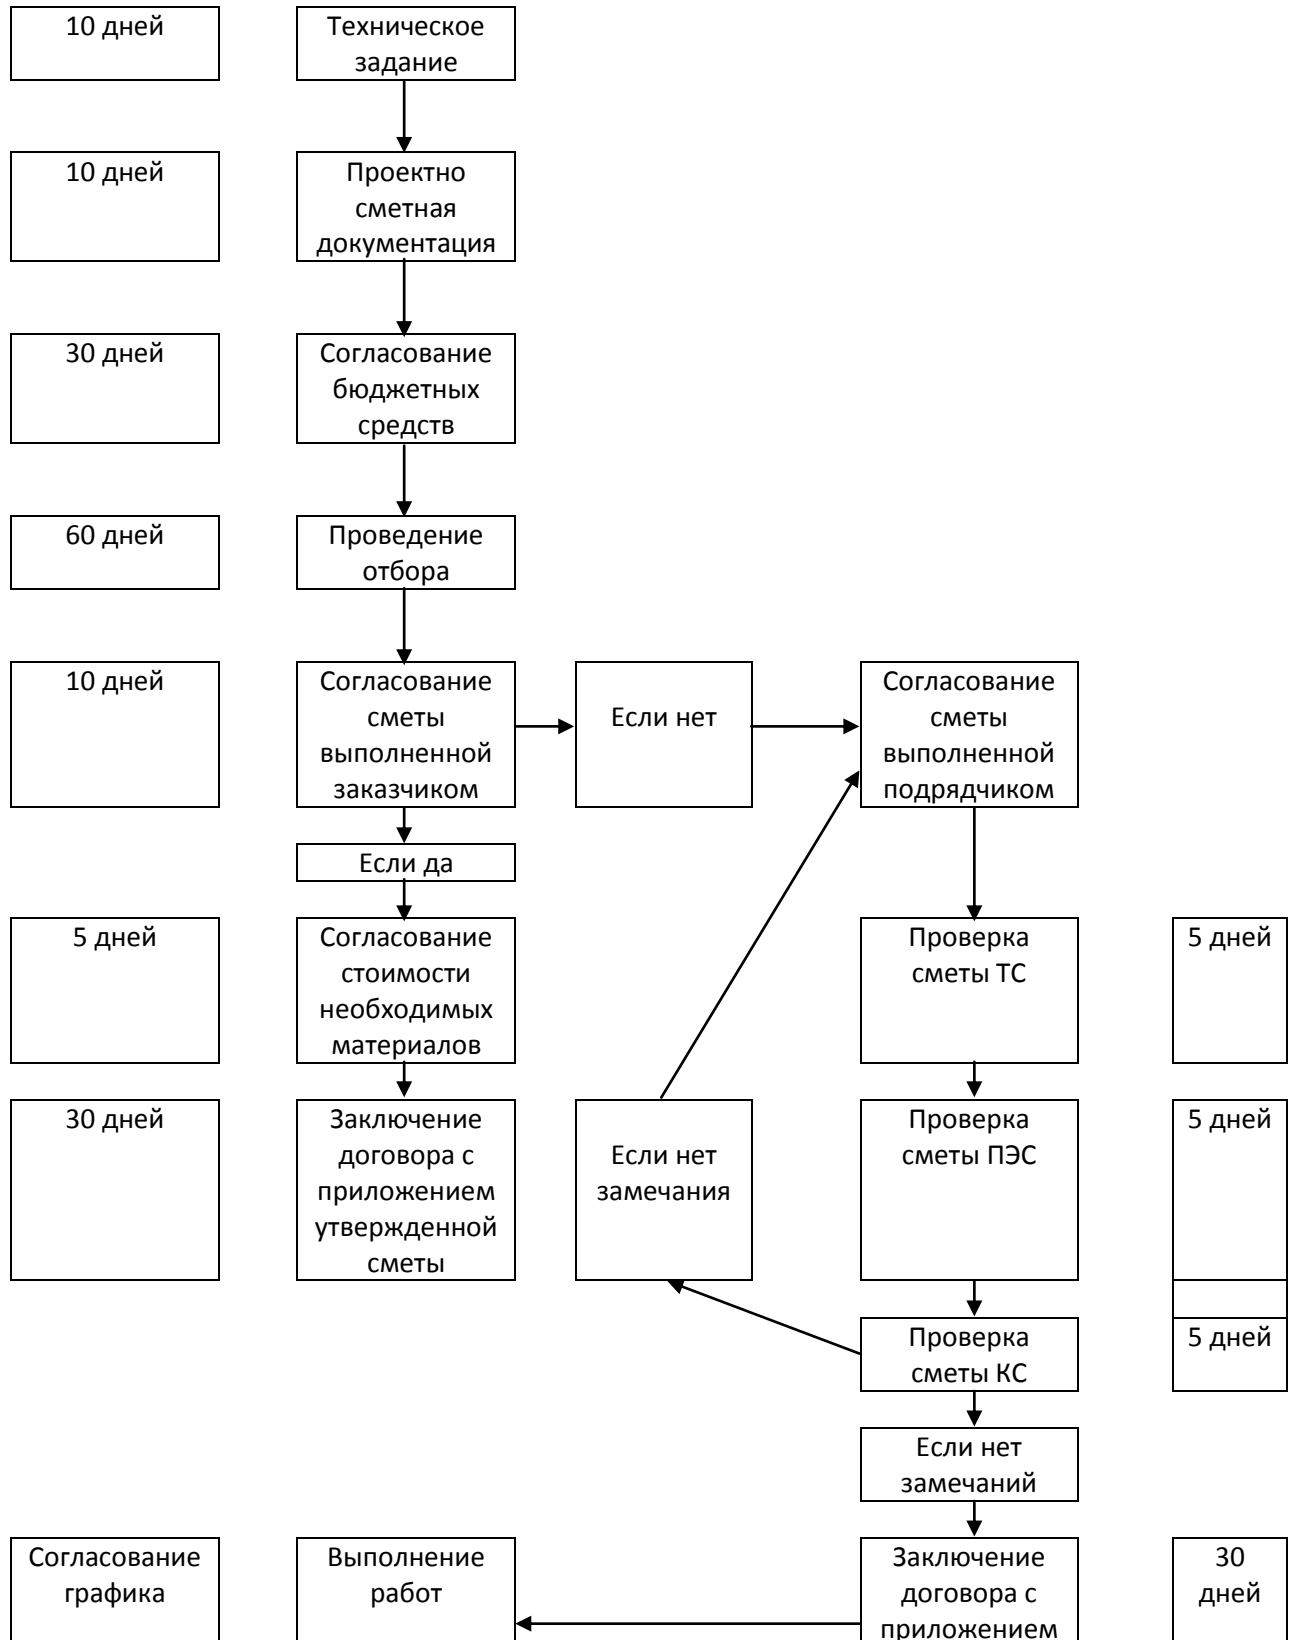 10 дней
Техническое
задание
10 дней
Проектно
сметная
документация
30 дней
Согласование
бюджетных
средств
60 дней
Проведение
отбора
10 дней
Согласование
сметы
выполненной
заказчиком
Если нет
Согласование
сметы
выполненной
подрядчиком
Если да
5 дней
Согласование
стоимости
необходимых
материалов
Проверка
сметы ТС
5 дней
30 дней
Заключение
договора с
приложением
утвержденной
сметы
Если нет
замечания
Проверка
сметы ПЭС
5 дней
Проверка
сметы КС
5 дней
Если нет
замечаний
Согласование
графика
Выполнение
работ
Заключение
договора с
приложением
30
дней